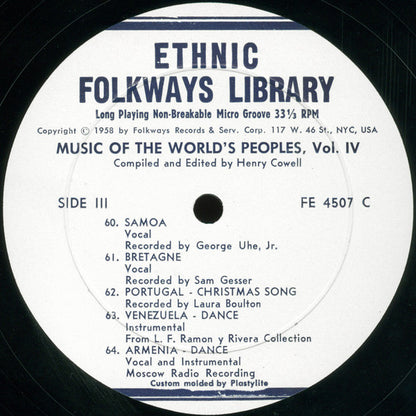 ETHNIC
FOLKWAYS LIBRARY
Long Playing Non-Breakable Micro Groove 33⅓ RPM
Copyright © 1958 by Folkways Records & Serv. Corp. 117 W. 46 St., NYC, USA
MUSIC OF THE WORLD'S PEOPLES, Vol. IV
Compiled and Edited by Henry Cowell
SIDE III FE 4507 C
60. SAMOA
Vocal
Recorded by George Uhe, Jr.
61. BRETAGNE
Vocal
Recorded by Sam Gesser
62. PORTUGAL - CHRISTMAS SONG
Recorded by Laura Boulton
63. VENEZUELA - DANCE
Instrumental
From L. F. Ramon y Rivera Collection
64. ARMENIA - DANCE
Vocal and Instrumental
Moscow Radio Recording
Custom molded by Plastylite